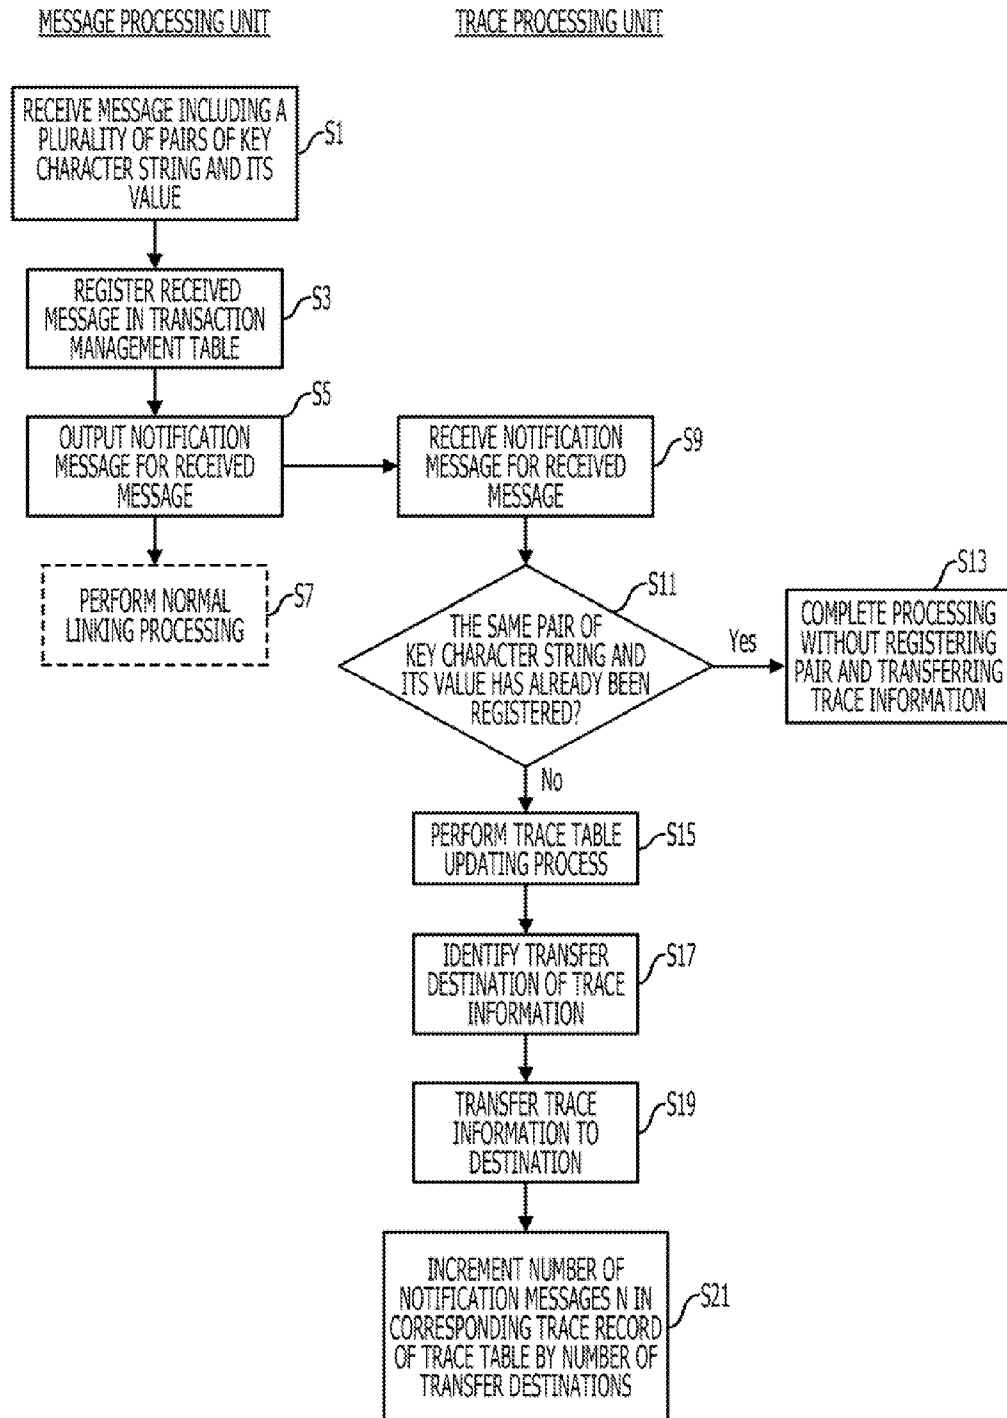 MESSAGE PROCESSING UNIT
TRACE PROCESSING UNIT
RECEIVE MESSAGE INCLUDING A
PLURALITY OF PAIRS OF KEY
CHARACTER STRING AND ITS
VALUE
S1
REGISTER RECEIVED
MESSAGE IN TRANSACTION
MANAGEMENT TABLE
S3
OUTPUT NOTIFICATION
MESSAGE FOR RECEIVED
MESSAGE
S5
RECEIVE NOTIFICATION
MESSAGE FOR RECEIVED
MESSAGE
S9
PERFORM NORMAL
LINKING PROCESSING
S7
THE SAME PAIR OF
KEY CHARACTER STRING AND
ITS VALUE HAS ALREADY BEEN
REGISTERED?
S11
Yes
COMPLETE PROCESSING
WITHOUT REGISTERING
PAIR AND TRANSFERRING
TRACE INFORMATION
S13
No
PERFORM TRACE TABLE
UPDATING PROCESS
S15
IDENTIFY TRANSFER
DESTINATION OF TRACE
INFORMATION
S17
TRANSFER TRACE
INFORMATION TO
DESTINATION
S19
INCREMENT NUMBER OF
NOTIFICATION MESSAGES N IN
CORRESPONDING TRACE RECORD
OF TRACE TABLE BY NUMBER OF
TRANSFER DESTINATIONS
S21